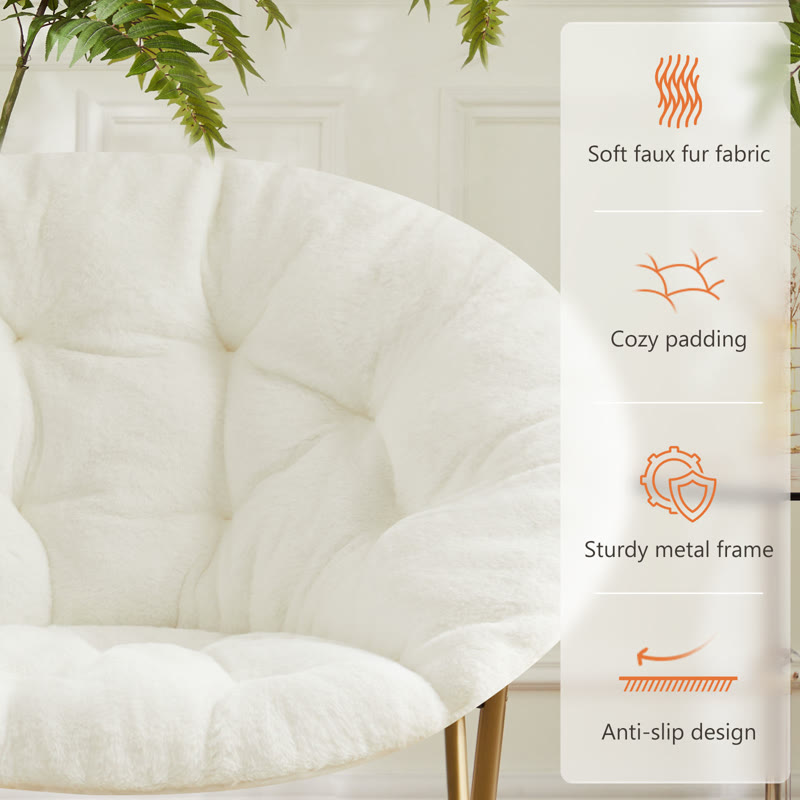 Soft faux fur fabric
Cozy padding
Sturdy metal frame
Anti-slip design